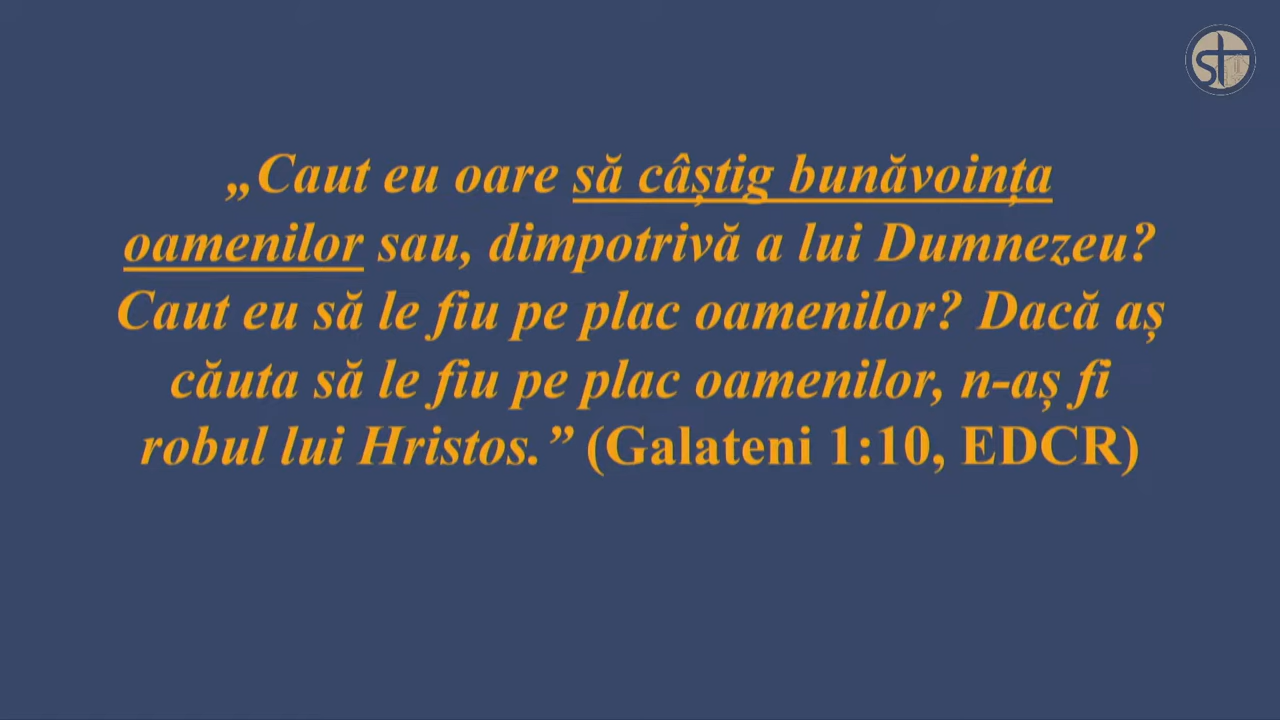 „Caut eu oare să câștig bunăvoința
oamenilor sau, dimpotrivă a lui Dumnezeu?
Caut eu să le fiu pe plac oamenilor? Dacă aș
căuta să le fiu pe plac oamenilor, n-aș fi
robul lui Hristos.” (Galateni 1:10, EDCR)